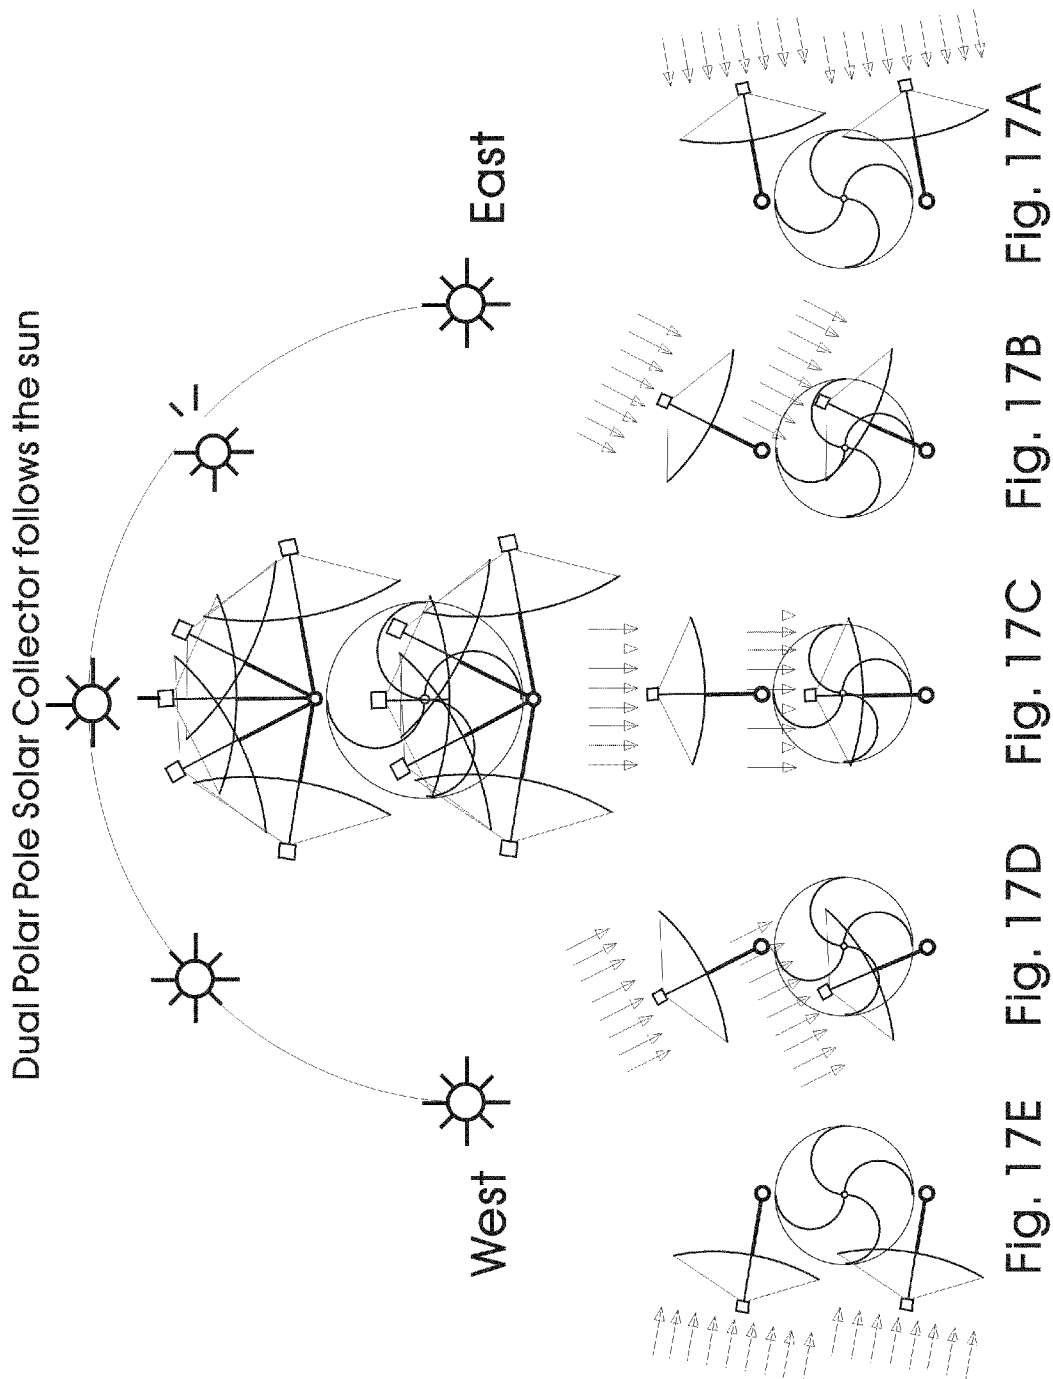 Dual Polar Pole Solar Collector follows the sun
West
East
Fig. 17E
Fig. 17D
Fig. 17C
Fig. 17B
Fig. 17A